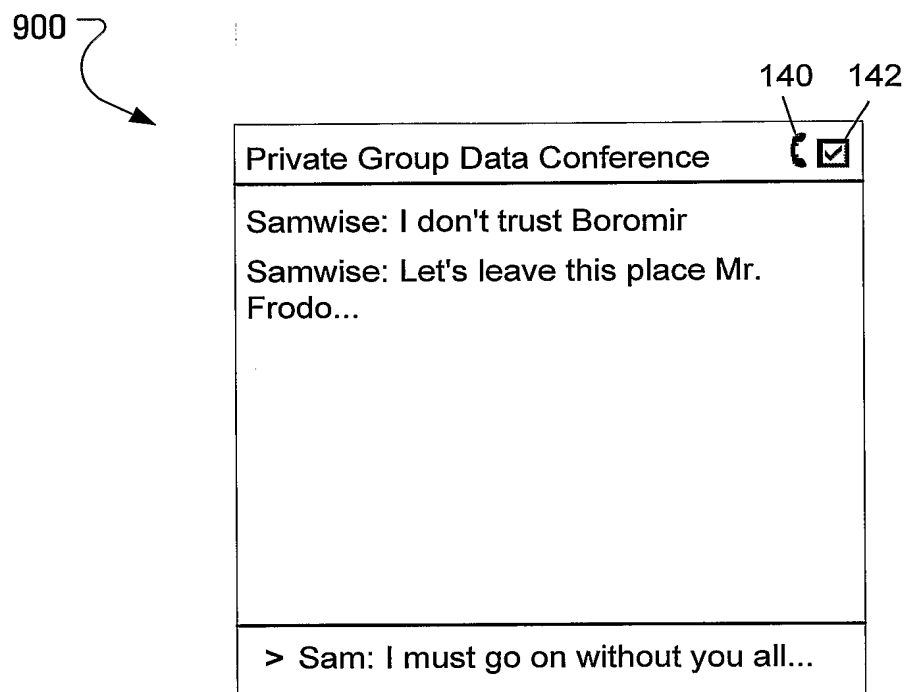 900
140 142
Private Group Data Conference
Samwise: I don't trust Boromir
Samwise: Let's leave this place Mr.
Frodo...
> Sam: I must go on without you all...